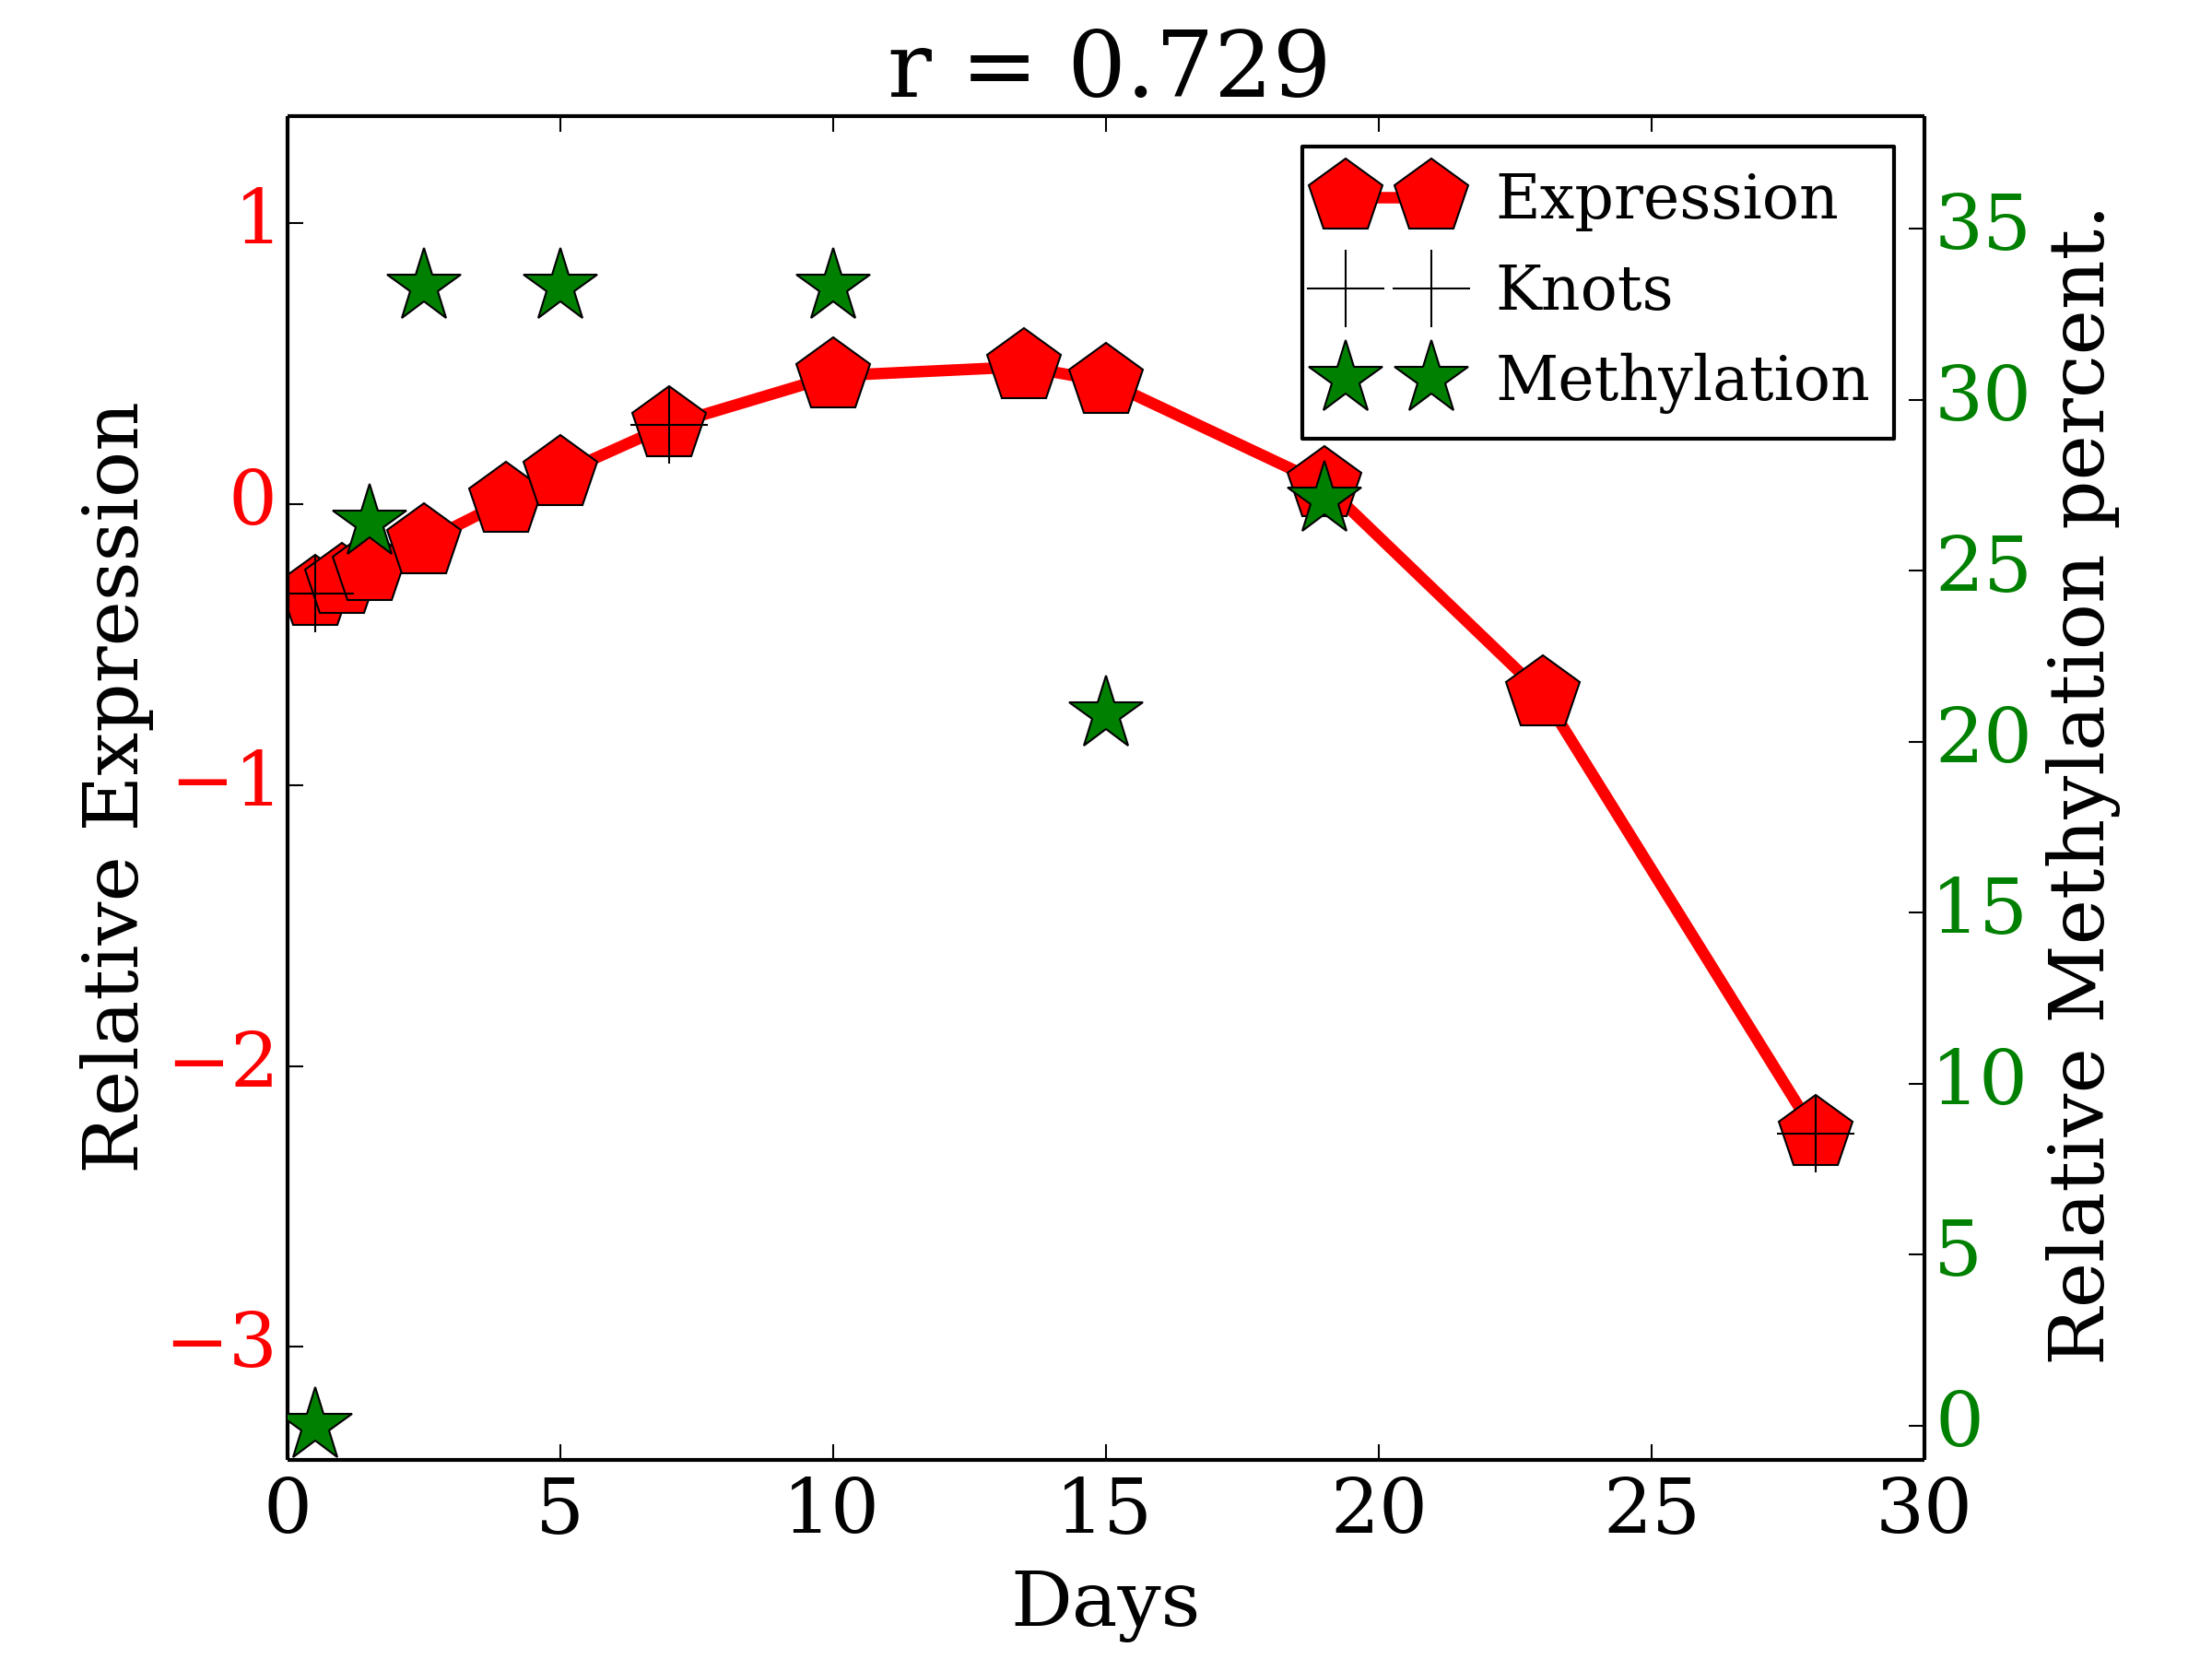 r = 0.729
Expression
Knots
Methylation
1
0
−1
−2
−3
Relative Expression
35
30
25
20
15
10
5
0
Relative Methylation percent.
0 5 10 15 20 25 30
Days